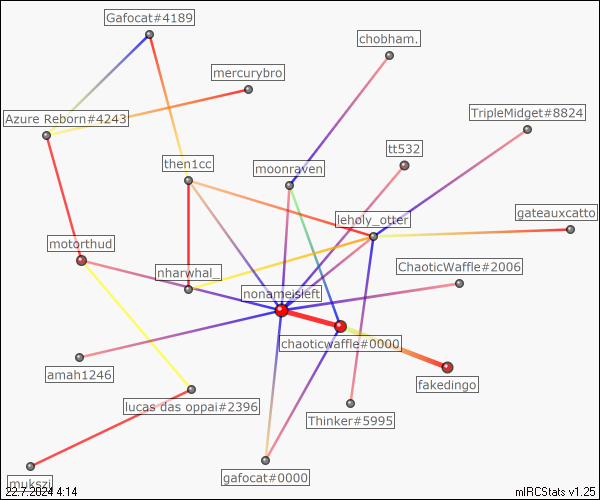 Gafocat#4189
chobham.
mercurybro
Azure Reborn#4243
TripleMidget#8824
tt532
then1cc
moonraven
leholy_otter
gateauxcatto
motorthud
nharwhal_
ChaoticWaffle#2006
nonameisleft
chaoticwaffle#0000
amah1246
fakedingo
lucas das oppai#2396
Thinker#5995
gafocat#0000
mukszi
22.7.2024 4:14
mIRCStats v1.25